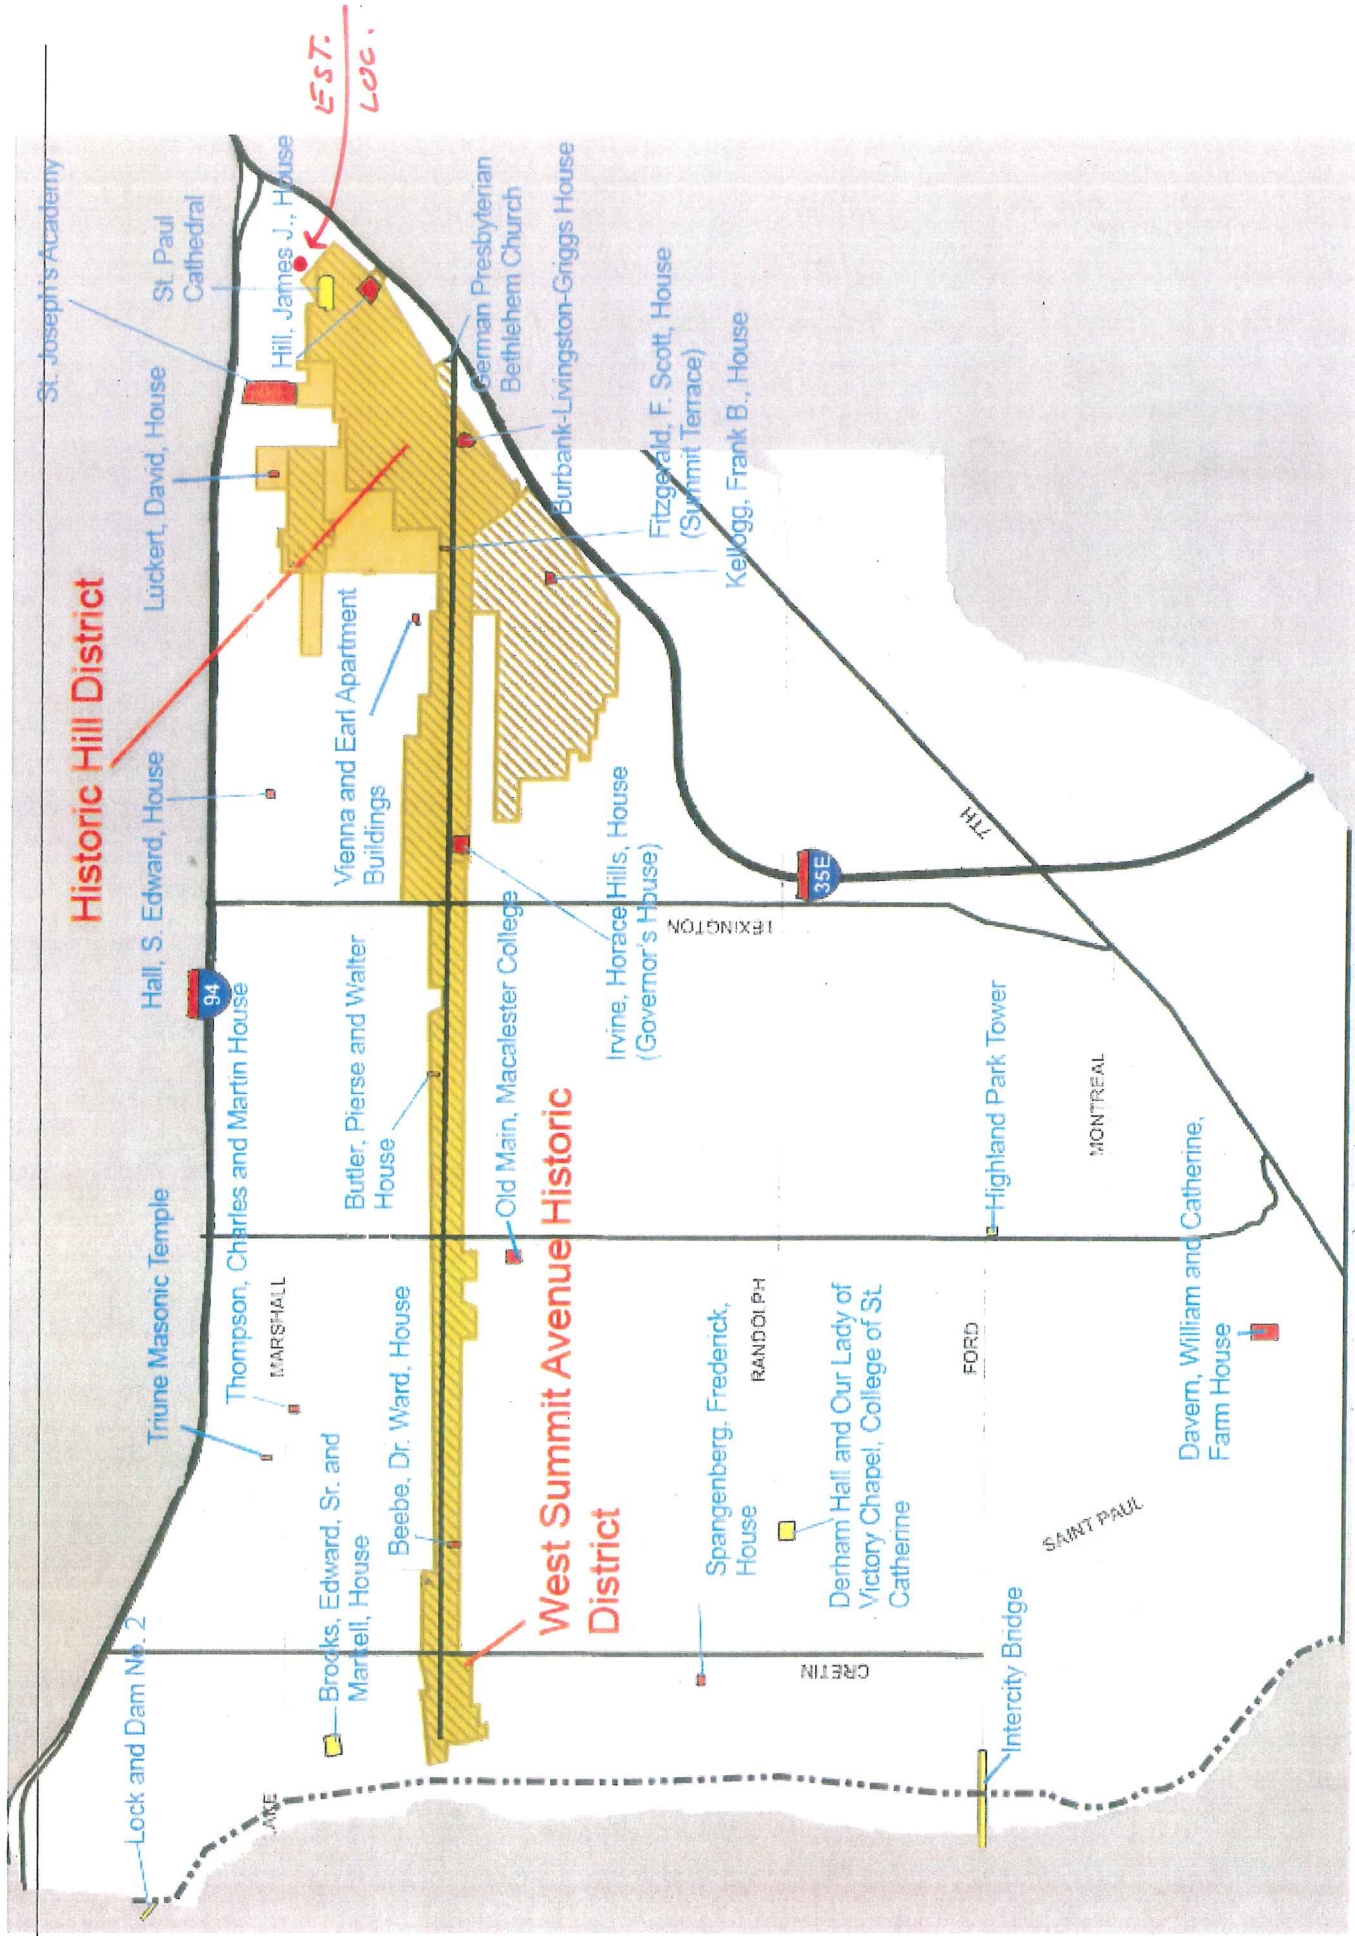 EST.
LOC.
Historic Hill District
St. Joseph's Academy
St. Paul
Cathedral
Hill, James J., House
Luckert, David, House
Hall, S. Edward, House
94
Thompson, Charles and Martin House
Triune Masonic Temple
MARSHALL
Lock and Dam No. 2
LAKE
Brooks, Edward, Sr. and
Markell, House
Beebe, Dr. Ward, House
Butler, Pierse and Walter
House
Vienna and Earl Apartment
Buildings
German Presbyterian
Bethlehem Church
Burbank-Livingston-Griggs House
Fitzgerald, F. Scott, House
(Summit Terrace)
Kellogg, Frank B., House
Irvine, Horace Hills, House
(Governor's House)
Old Main, Macalester College
West Summit Avenue Historic
District
LEXINGTON
35E
7TH
Spangenberg, Frederick,
House
RANDOLPH
Derham Hall and Our Lady of
Victory Chapel, College of St.
Catherine
CRETIN
FORD
Highland Park Tower
MONTREAL
SAINT PAUL
Intercity Bridge
Davern, William and Catherine,
Farm House